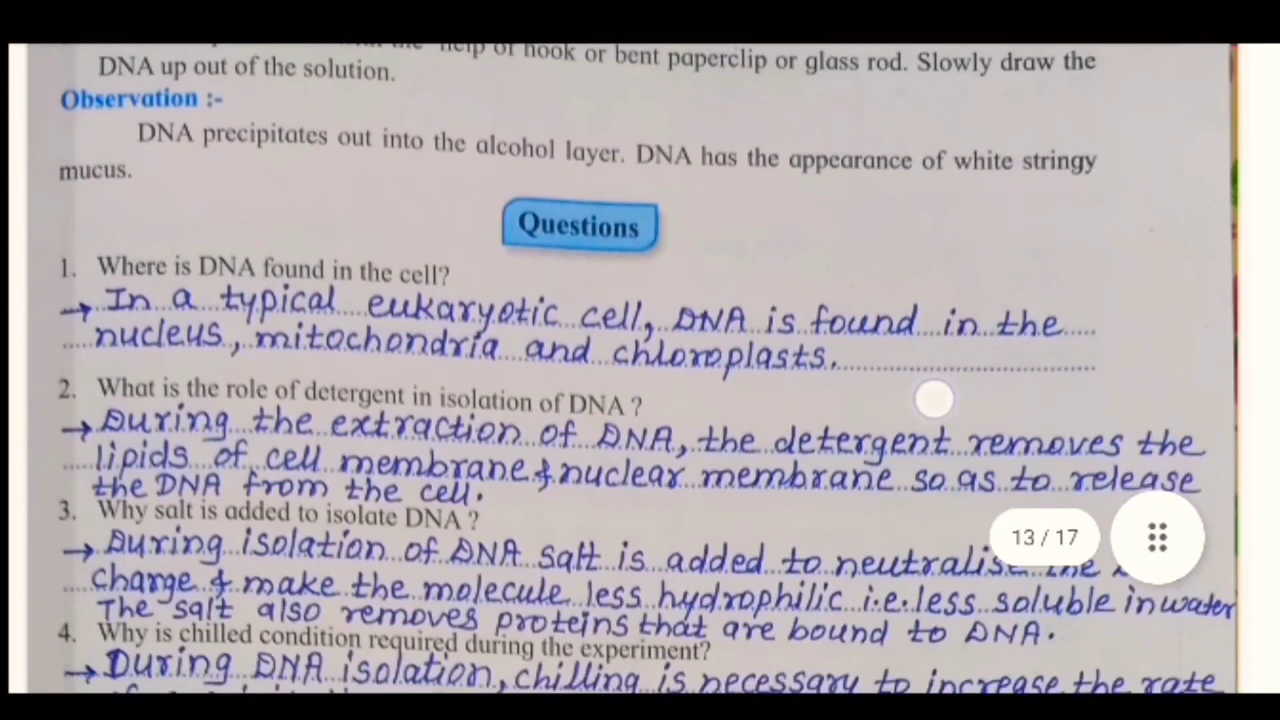 help of hook or bent paperclip or glass rod. Slowly draw the
DNA up out of the solution.
Observation :-
DNA precipitates out into the alcohol layer. DNA has the appearance of white stringy
mucus.
Questions
1. Where is DNA found in the cell?
→ In a typical eukaryotic cell, DNA is found in the
nucleus, mitochondria and chloroplasts.
2. What is the role of detergent in isolation of DNA ?
→ During the extraction of DNA, the detergent removes the
lipids of cell membrane & nuclear membrane so as to release
the DNA from the cell.
3. Why salt is added to isolate DNA ?
→ During isolation of DNA salt is added to neutralise the
13 / 17
charge & make the molecule less hydrophilic i.e. less soluble in water
The salt also removes proteins that are bound to DNA.
4. Why is chilled condition required during the experiment?
→ During DNA isolation, chilling is necessary to increase the rate